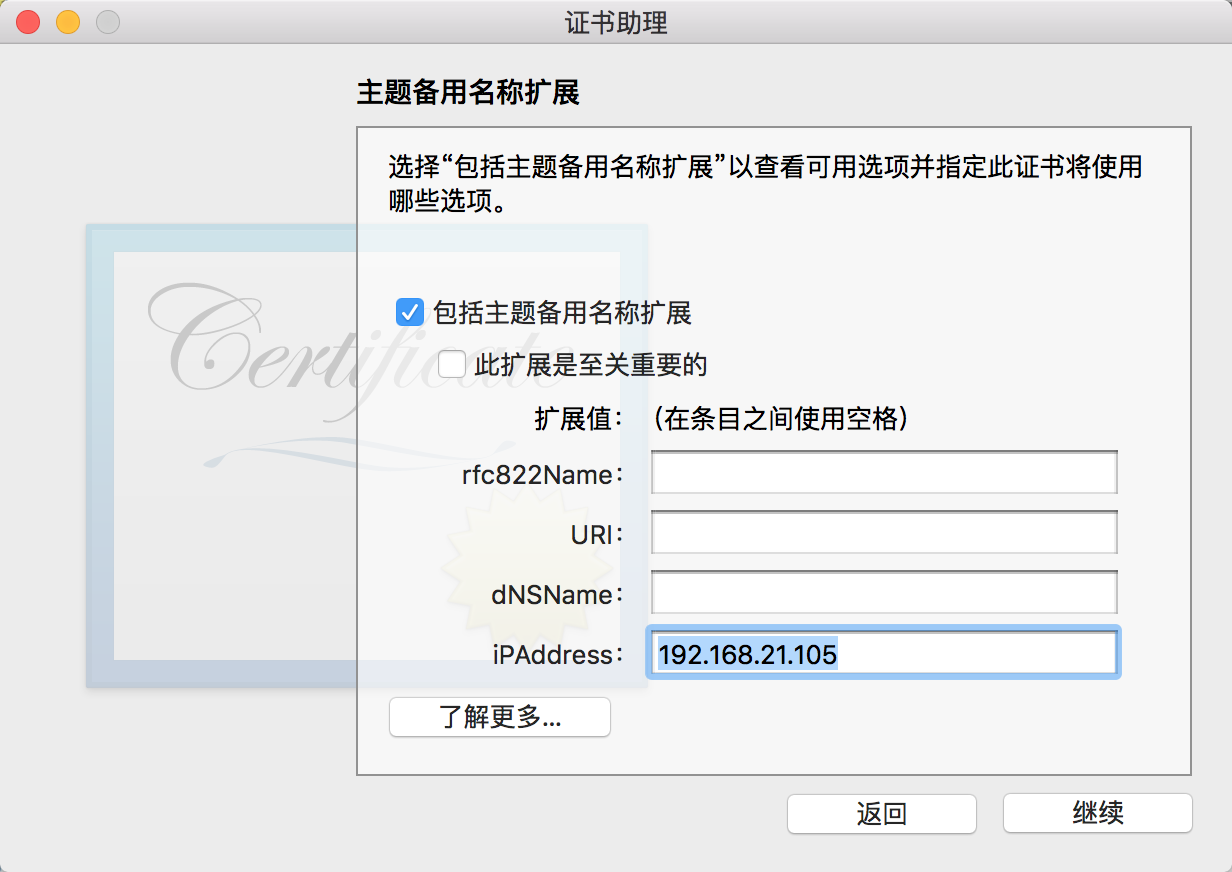 证书助理
主题备用名称扩展
选择“包括主题备用名称扩展”以查看可用选项并指定此证书将使用
哪些选项。
Certificate
包括主题备用名称扩展
此扩展是至关重要的
扩展值： （在条目之间使用空格）
rfc822Name：
URI：
dNSName：
iPAddress： 192.168.21.105
了解更多...
返回 继续